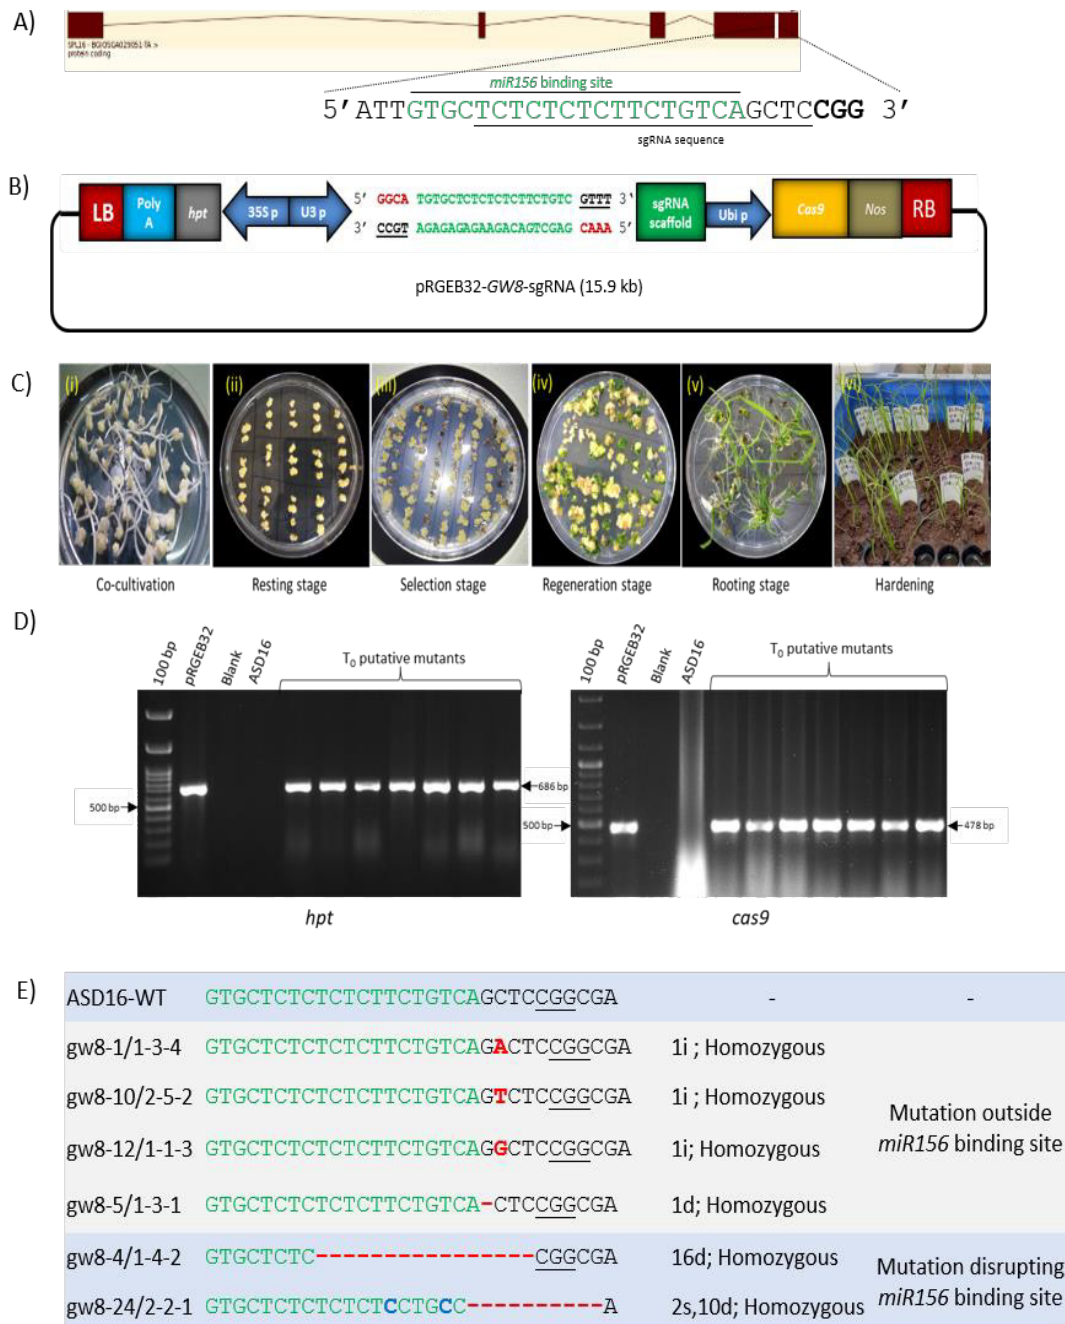 A)
SPL16 - BGIOSGA029051-TA >
protein coding
miR156 binding site
5’ ATTGTGCTCTCTCTCTTCTGTCAGCTCCGG 3’
sgRNA sequence
B)
LB
Poly A
hpt
35S p
U3 p
5' GGCA TGTGCTCTCTCTCTTCTGTC GTTT 3'
3' CCGT AGAGAGAGAAGACAGTCGAG CAAA 5'
sgRNA scaffold
Ubi p
Cas9
Nos
RB
pRGEB32-GW8-sgRNA (15.9 kb)
C)
(i)
(ii)
(iii)
(iv)
(v)
(vi)
Co-cultivation
Resting stage
Selection stage
Regeneration stage
Rooting stage
Hardening
D)
100 bp
pRGEB32
Blank
ASD16
T0 putative mutants
500 bp
686 bp
hpt
100 bp
pRGEB32
Blank
ASD16
T0 putative mutants
500 bp
478 bp
cas9
E)
ASD16-WT GTGCTCTCTCTCTTCTGTCAGCTCCGGCGA - -
gw8-1/1-3-4 GTGCTCTCTCTCTTCTGTCAGACTCCGGCGA 1i ; Homozygous
gw8-10/2-5-2 GTGCTCTCTCTCTTCTGTCAGTCTCCGGCGA 1i ; Homozygous
gw8-12/1-1-3 GTGCTCTCTCTCTTCTGTCAGGCTCCGGCGA 1i; Homozygous
gw8-5/1-3-1 GTGCTCTCTCTCTTCTGTCA-CTCCGGCGA 1d; Homozygous
Mutation outside
miR156 binding site
gw8-4/1-4-2 GTGCTCTC----------------CGGCGA 16d; Homozygous
gw8-24/2-2-1 GTGCTCTCTCTCTCCTGCC----------A 2s,10d; Homozygous
Mutation disrupting
miR156 binding site